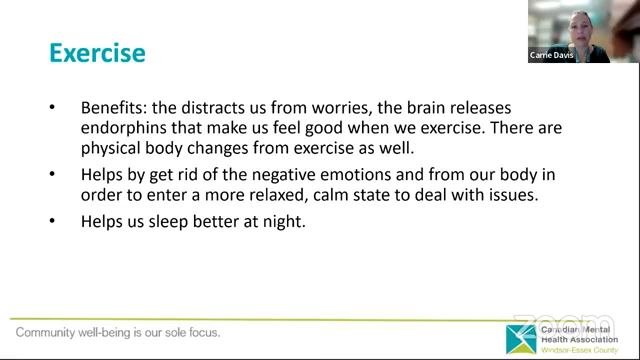 Exercise
Carrie Davis
• Benefits: the distracts us from worries, the brain releases
endorphins that make us feel good when we exercise. There are
physical body changes from exercise as well.
• Helps by get rid of the negative emotions and from our body in
order to enter a more relaxed, calm state to deal with issues.
• Helps us sleep better at night.
Community well-being is our sole focus.
zoom
Canadian Mental
Health Association
Windsor-Essex County